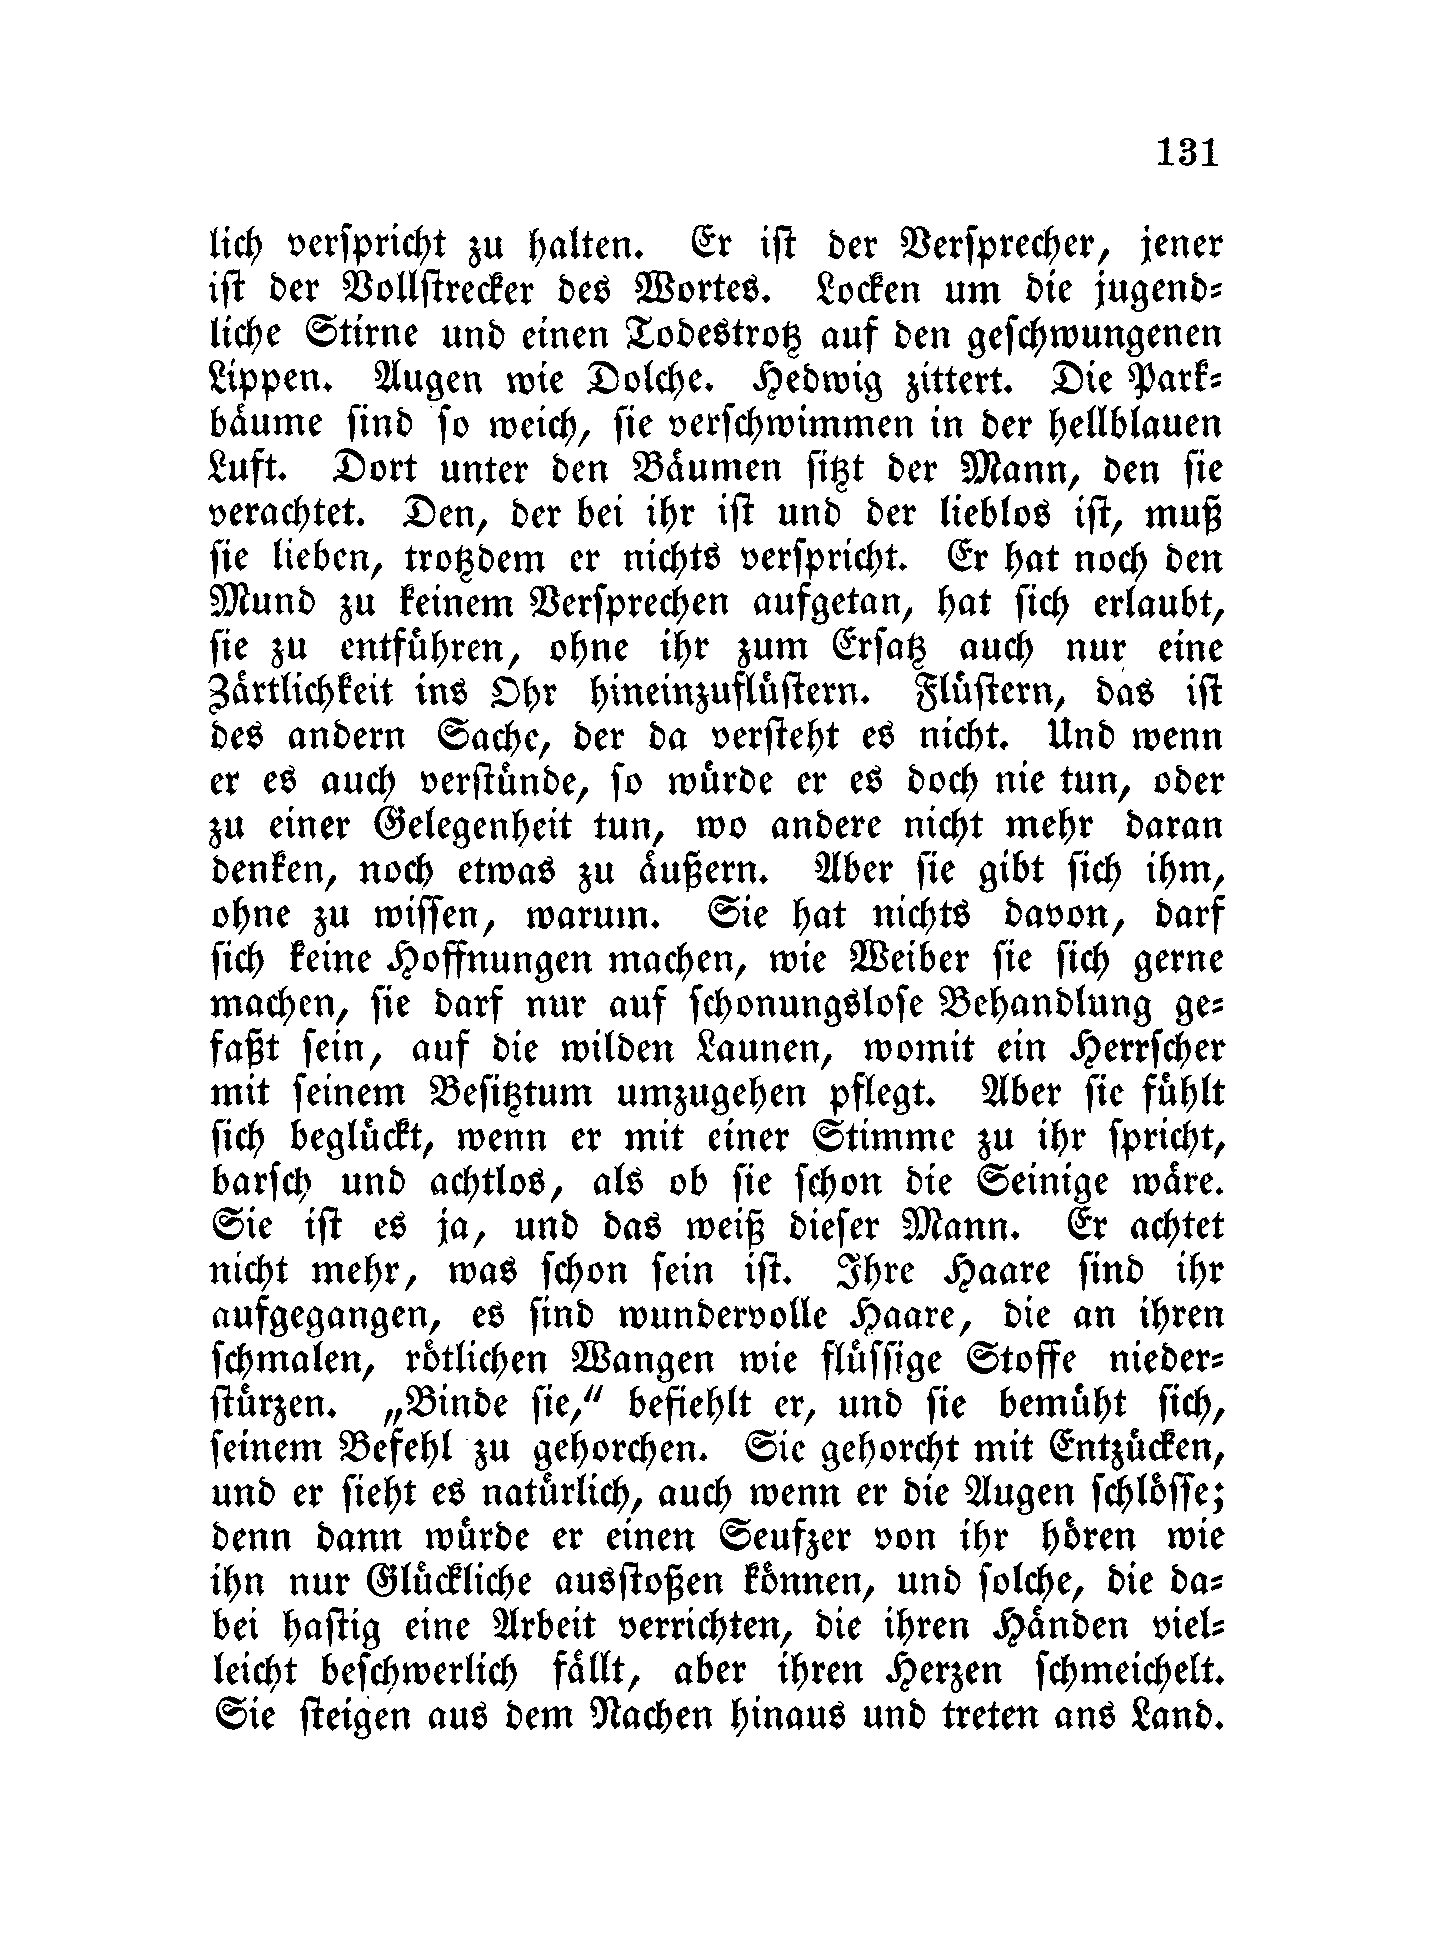 131
lich verspricht zu halten. Er ist der Versprecher, jener
ist der Vollstrecker des Wortes. Locken um die jugend-
liche Stirne und einen Todestrotz auf den geschwungenen
Lippen. Augen wie Dolche. Hedwig zittert. Die Park-
bäume sind so weich, sie verschwimmen in der hellblauen
Luft. Dort unter den Bäumen sitzt der Mann, den sie
verachtet. Den, der bei ihr ist und der lieblos ist, muß
sie lieben, trotzdem er nichts verspricht. Er hat noch den
Mund zu keinem Versprechen aufgetan, hat sich erlaubt,
sie zu entführen, ohne ihr zum Ersatz auch nur eine
Zärtlichkeit ins Ohr hineinzuflüstern. Flüstern, das ist
des andern Sache, der da versteht es nicht. Und wenn
er es auch verstünde, so würde er es doch nie tun, oder
zu einer Gelegenheit tun, wo andere nicht mehr daran
denken, noch etwas zu äußern. Aber sie gibt sich ihm,
ohne zu wissen, warum. Sie hat nichts davon, darf
sich keine Hoffnungen machen, wie Weiber sie sich gerne
machen, sie darf nur auf schonungslose Behandlung ge-
faßt sein, auf die wilden Launen, womit ein Herrscher
mit seinem Besitztum umzugehen pflegt. Aber sie fühlt
sich beglückt, wenn er mit einer Stimme zu ihr spricht,
barsch und achtlos, als ob sie schon die Seinige wäre.
Sie ist es ja, und das weiß dieser Mann. Er achtet
nicht mehr, was schon sein ist. Ihre Haare sind ihr
aufgegangen, es sind wundervolle Haare, die an ihren
schmalen, rötlichen Wangen wie flüssige Stoffe nieder-
stürzen. „Binde sie,“ befiehlt er, und sie bemüht sich,
seinem Befehl zu gehorchen. Sie gehorcht mit Entzücken,
und er sieht es natürlich, auch wenn er die Augen schlösse;
denn dann würde er einen Seufzer von ihr hören wie
ihn nur Glückliche ausstoßen können, und solche, die da-
bei hastig eine Arbeit verrichten, die ihren Händen viel-
leicht beschwerlich fällt, aber ihren Herzen schmeichelt.
Sie steigen aus dem Nachen hinaus und treten ans Land.